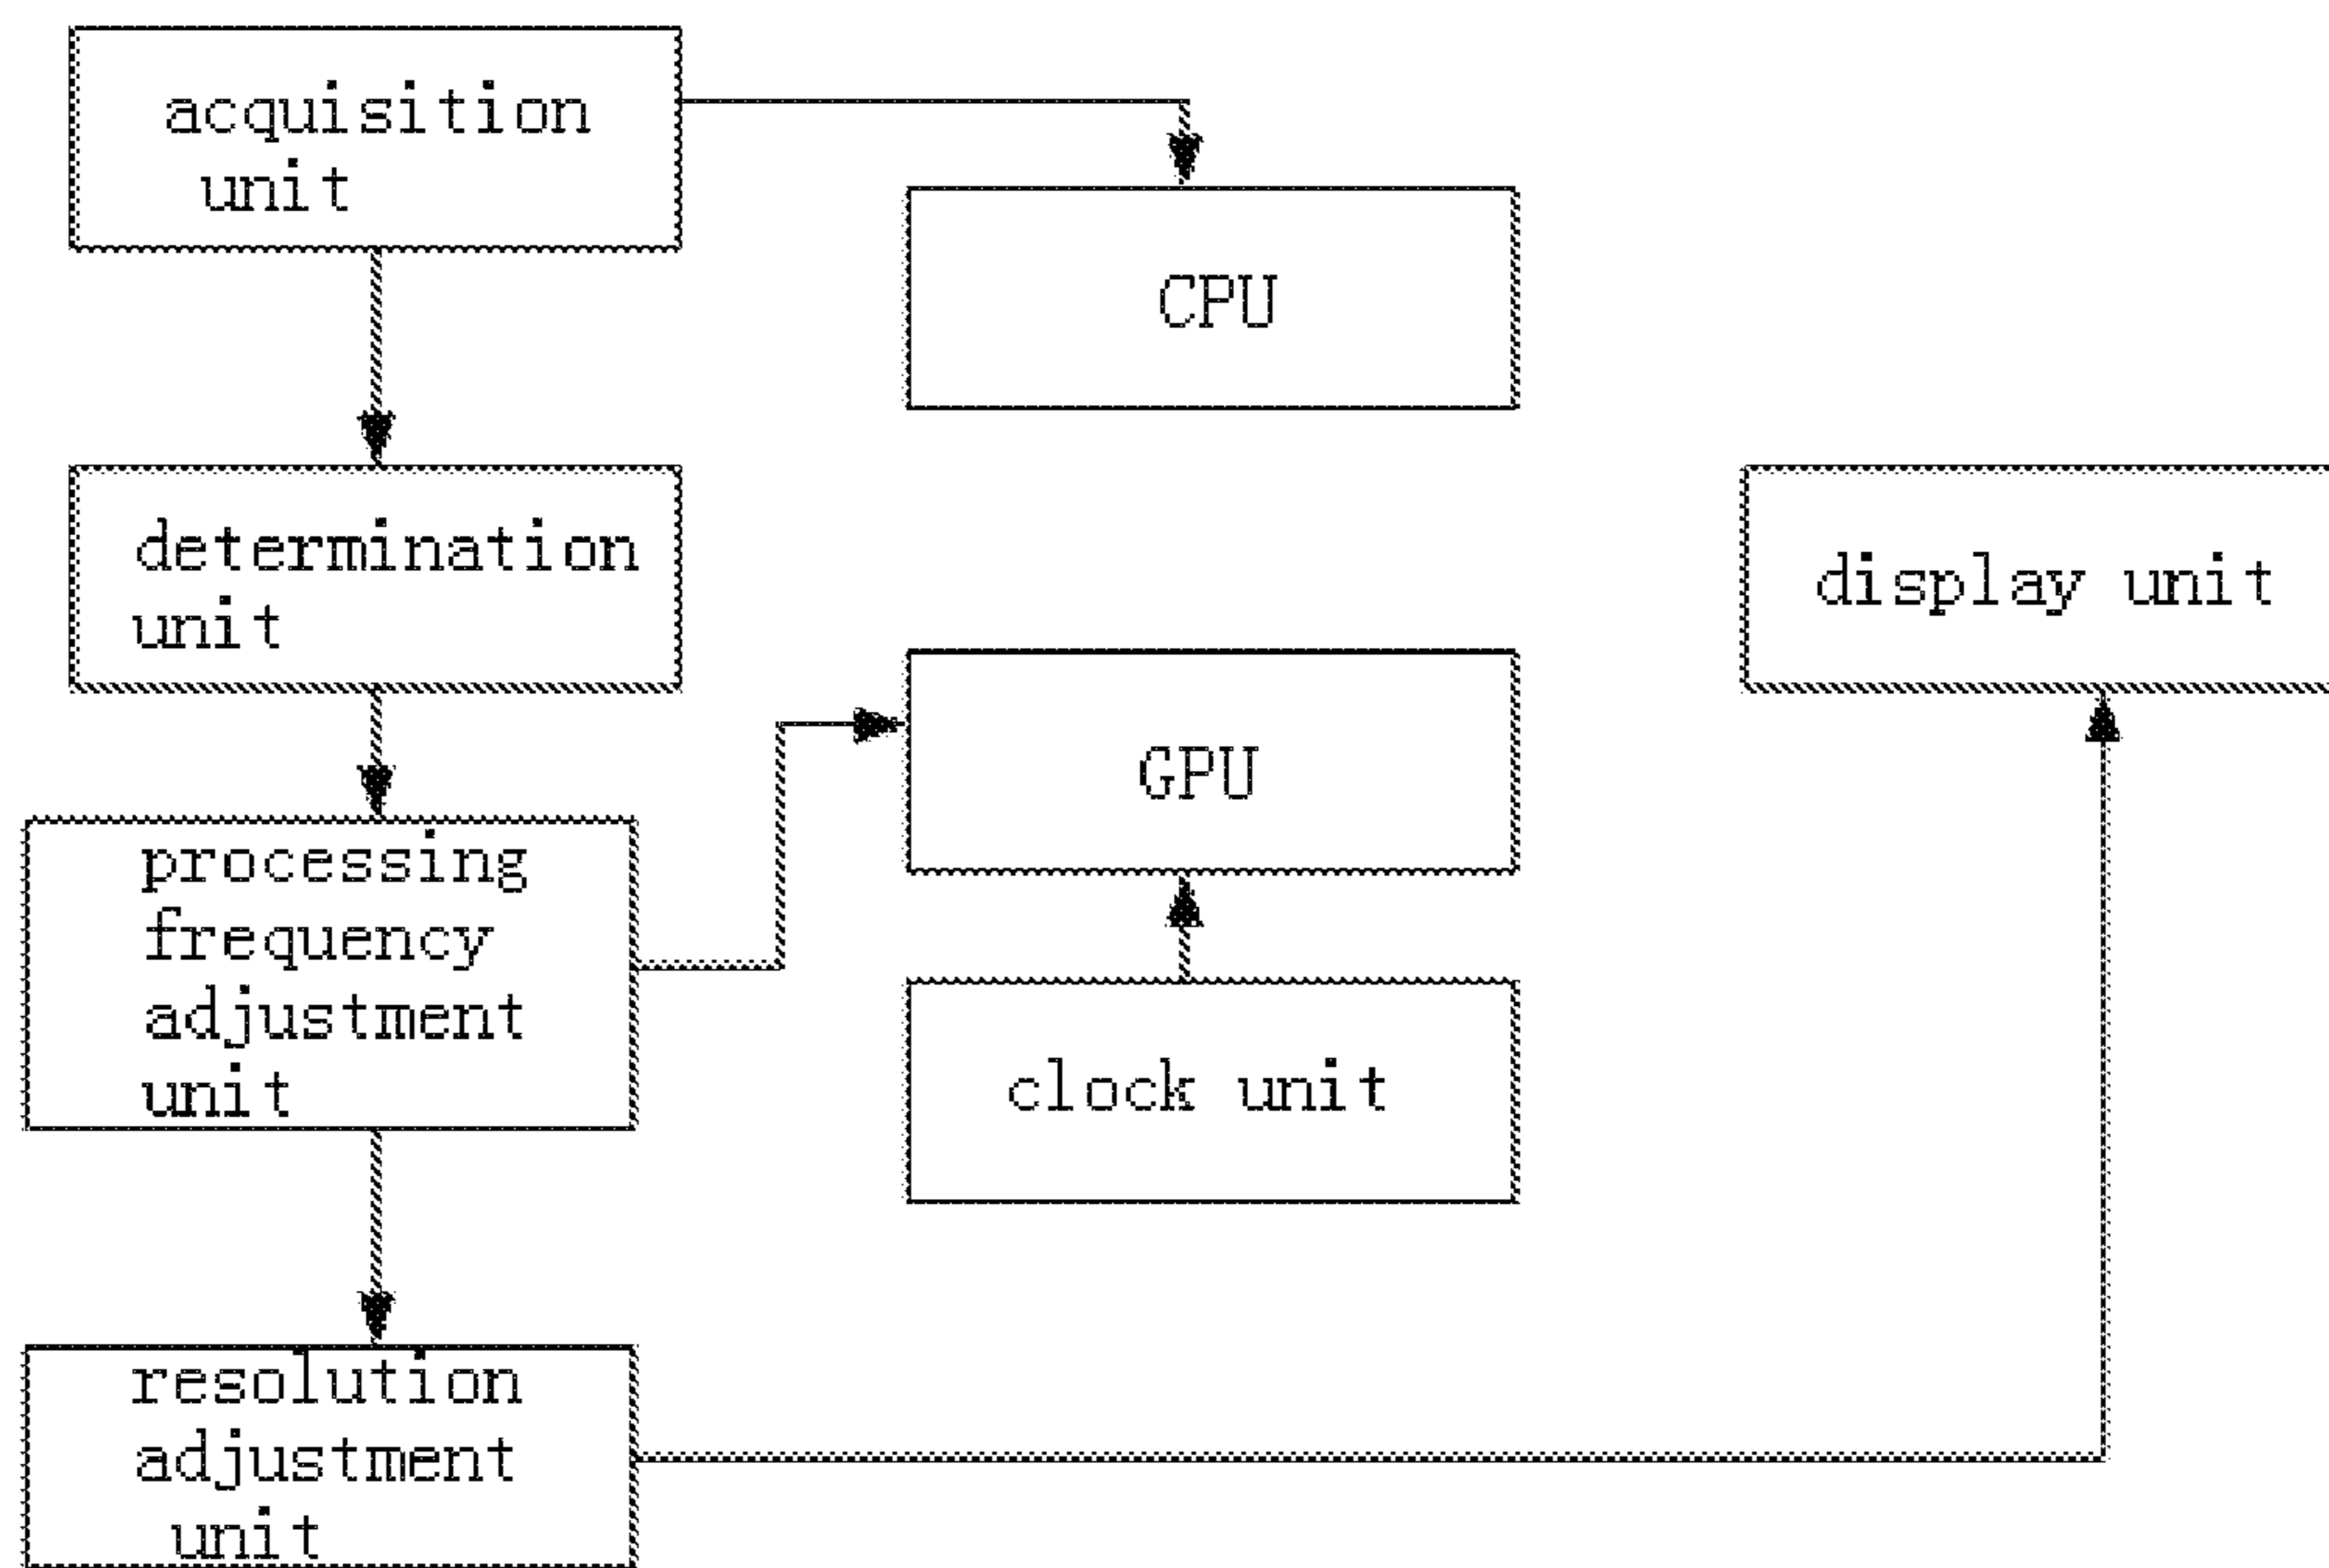 acquisition
unit
CPU
determination
unit
display unit
GPU
processing
frequency
adjustment
unit
clock unit
resolution
adjustment
unit